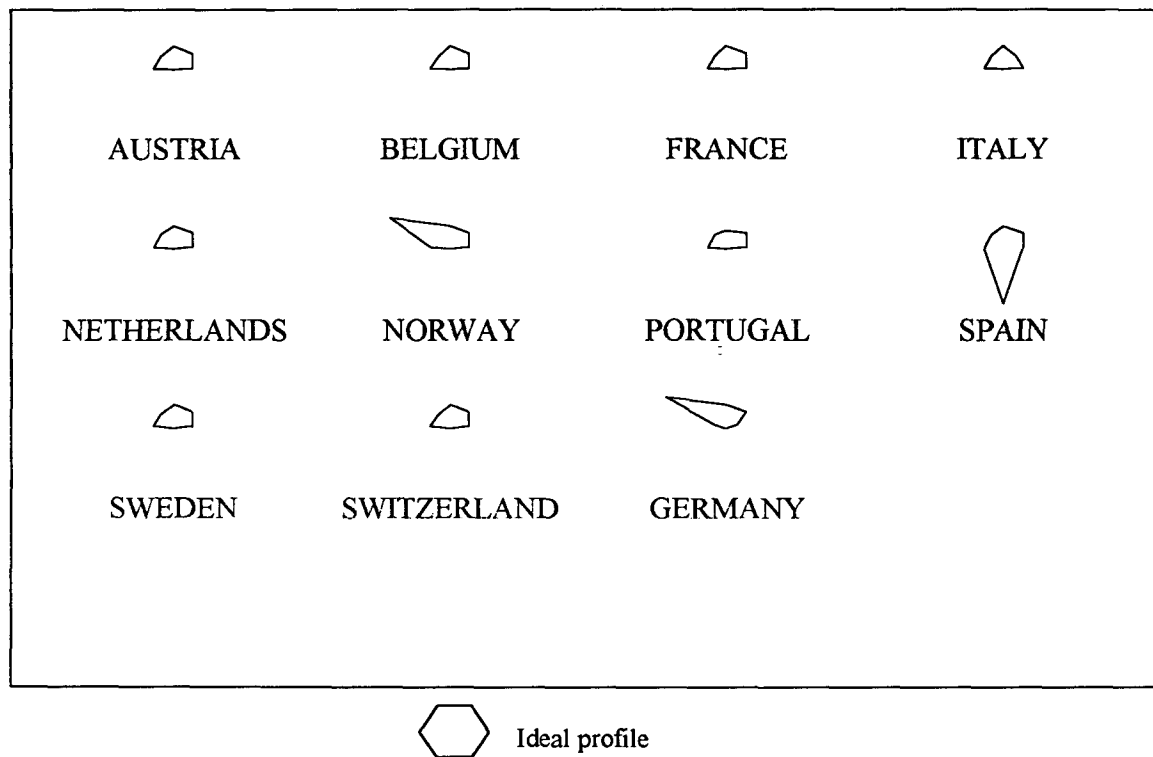 AUSTRIA BELGIUM FRANCE ITALY
NETHERLANDS NORWAY PORTUGAL SPAIN
SWEDEN SWITZERLAND GERMANY
Ideal profile